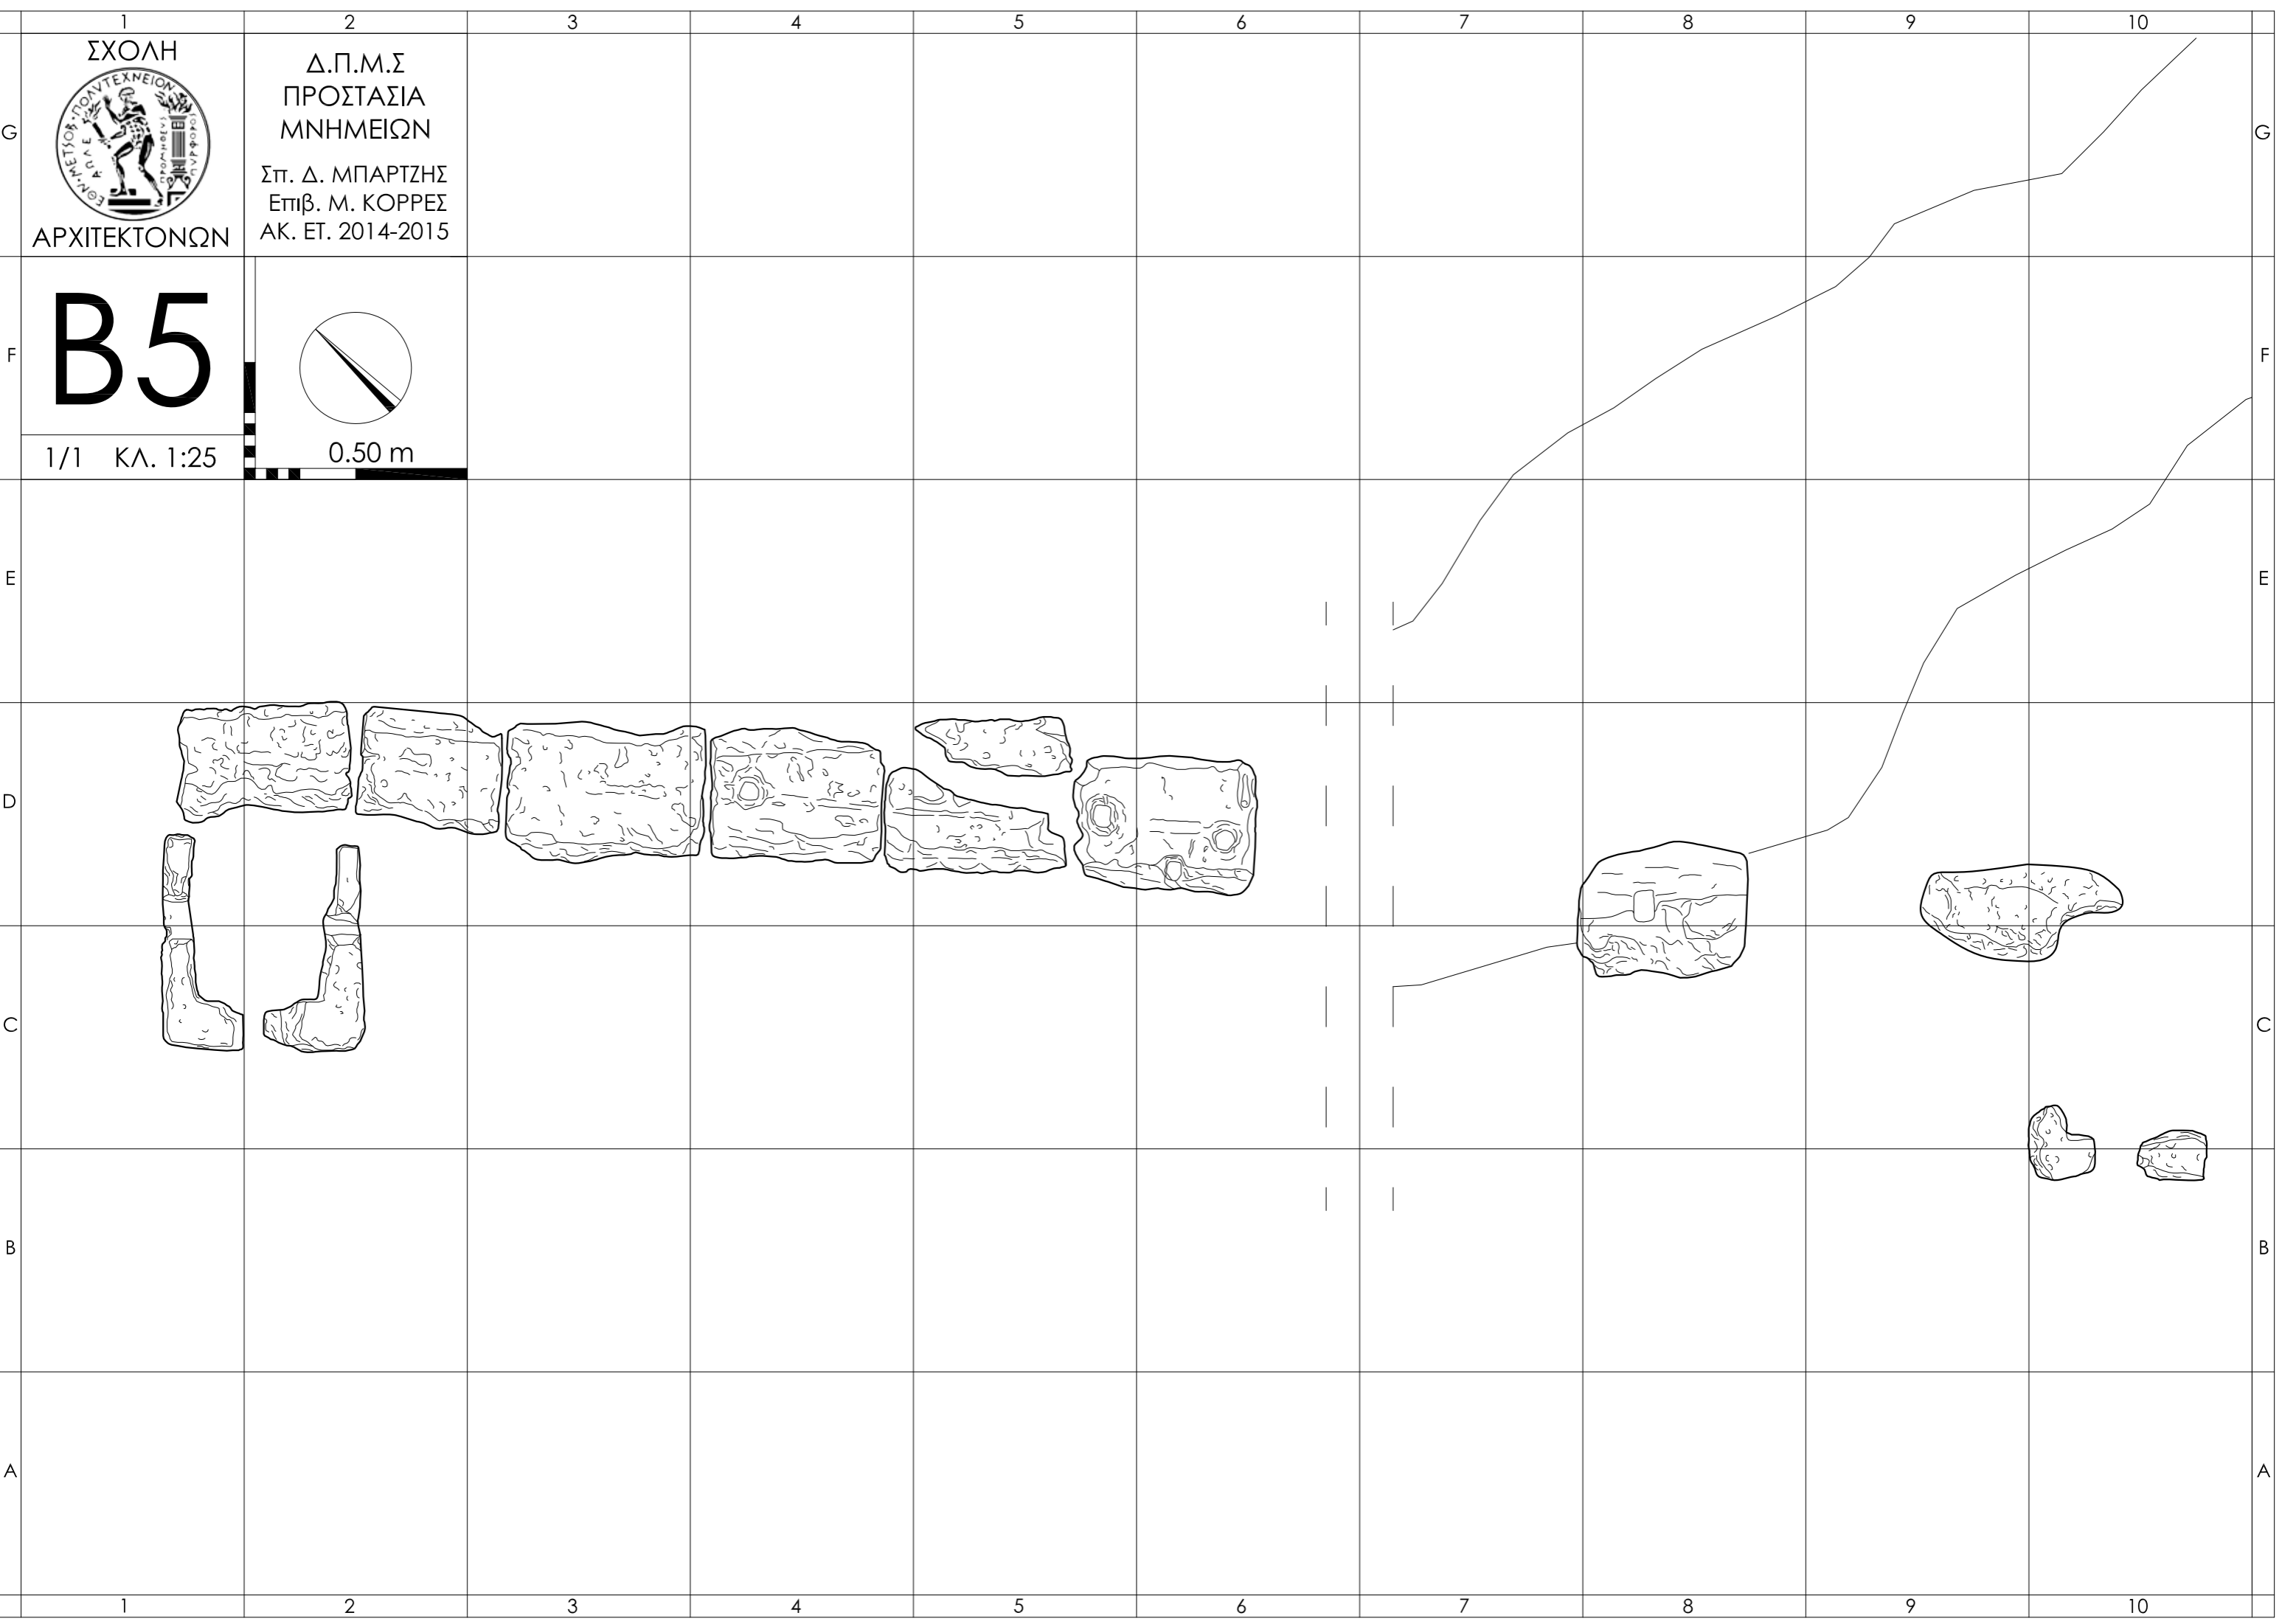 1 2 3 4 5 6 7 8 9 10
ΣΧΟΛΗ
ΑΡΧΙΤΕΚΤΟΝΩΝ
Δ.Π.Μ.Σ
ΠΡΟΣΤΑΣΙΑ
ΜΝΗΜΕΙΩΝ
Σπ. Δ. ΜΠΑΡΤΖΗΣ
Επιβ. Μ. ΚΟΡΡΕΣ
ΑΚ. ΕΤ. 2014-2015
B5
1/1 ΚΛ. 1:25
0.50 m
G G
F F
E E
D D
C C
B B
A A
1 2 3 4 5 6 7 8 9 10